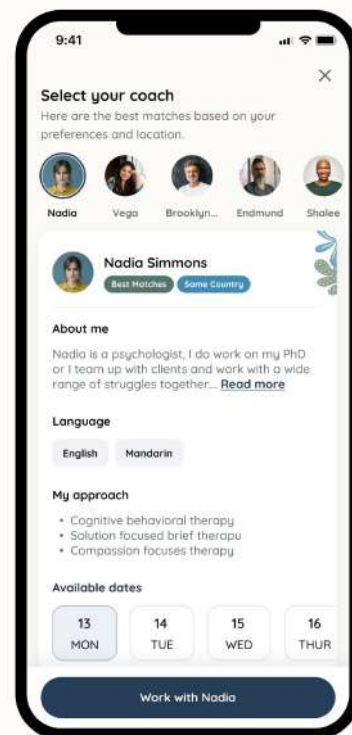 9:41
Select your coach
Here are the best matches based on your
preferences and location.
Nadia Vega Brooklyn... Endmund Shalee
Nadia Simmons
Best Matches Same Country
About me
Nadia is a psychologist, I do work on my PhD
or I team up with clients and work with a wide
range of struggles together... Read more
Language
English Mandarin
My approach
• Cognitive behavioral therapy
• Solution focused brief therapu
• Compassion focuses therapy
Available dates
13 14 15 16
MON TUE WED THUR
Work with Nadia